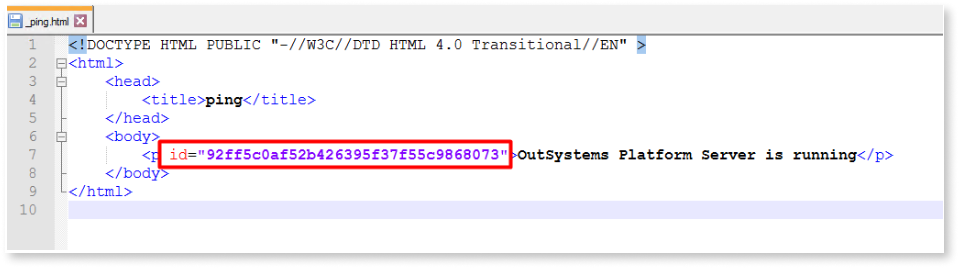 _ping.html
1 <!DOCTYPE HTML PUBLIC "-//W3C//DTD HTML 4.0 Transitional//EN" >
2 <html>
3 <head>
4 <title>ping</title>
5 </head>
6 <body>
7 <p id="92ff5c0af52b426395f37f55c9868073">OutSystems Platform Server is running</p>
8 </body>
9 </html>
10